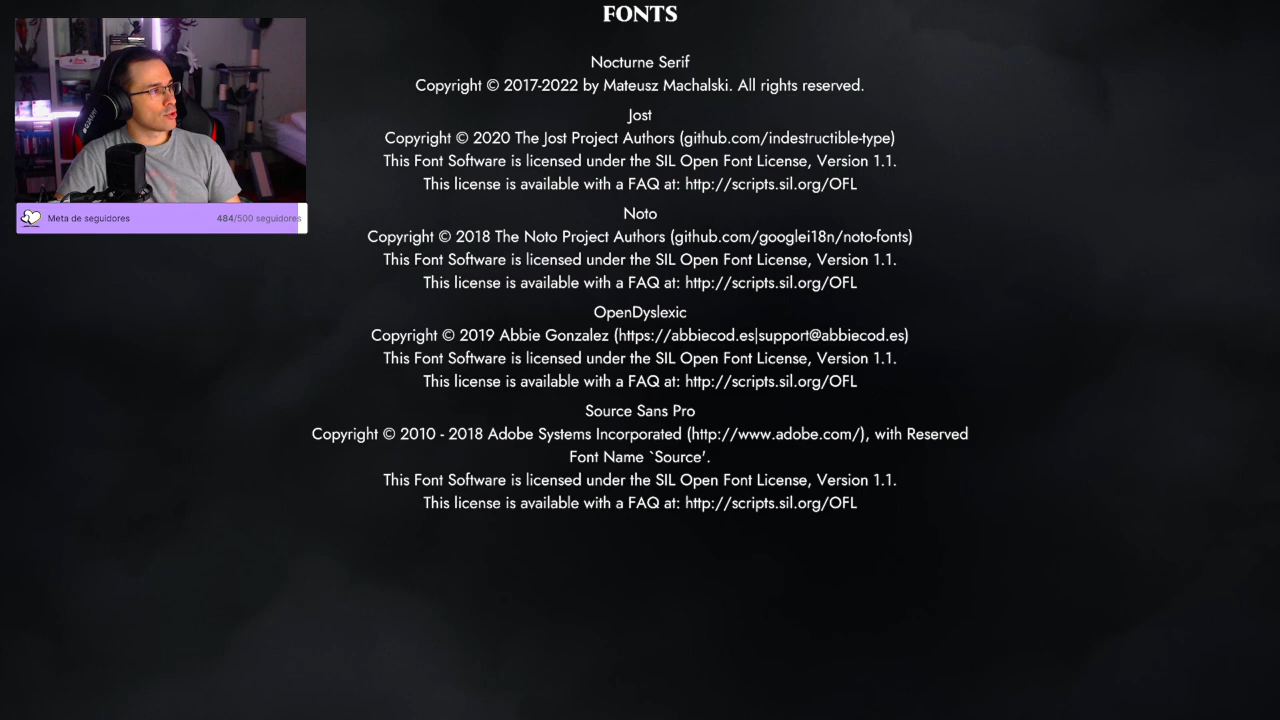 FONTS
Nocturne Serif
Copyright © 2017-2022 by Mateusz Machalski. All rights reserved.
Jost
Copyright © 2020 The Jost Project Authors (github.com/indestructible-type)
This Font Software is licensed under the SIL Open Font License, Version 1.1.
This license is available with a FAQ at: http://scripts.sil.org/OFL
Noto
Copyright © 2018 The Noto Project Authors (github.com/googlei18n/noto-fonts)
This Font Software is licensed under the SIL Open Font License, Version 1.1.
This license is available with a FAQ at: http://scripts.sil.org/OFL
OpenDyslexic
Copyright © 2019 Abbie Gonzalez (https://abbiecod.es|support@abbiecod.es)
This Font Software is licensed under the SIL Open Font License, Version 1.1.
This license is available with a FAQ at: http://scripts.sil.org/OFL
Source Sans Pro
Copyright © 2010 - 2018 Adobe Systems Incorporated (http://www.adobe.com/), with Reserved
Font Name `Source'.
This Font Software is licensed under the SIL Open Font License, Version 1.1.
This license is available with a FAQ at: http://scripts.sil.org/OFL
Meta de seguidores
484/500 seguidores